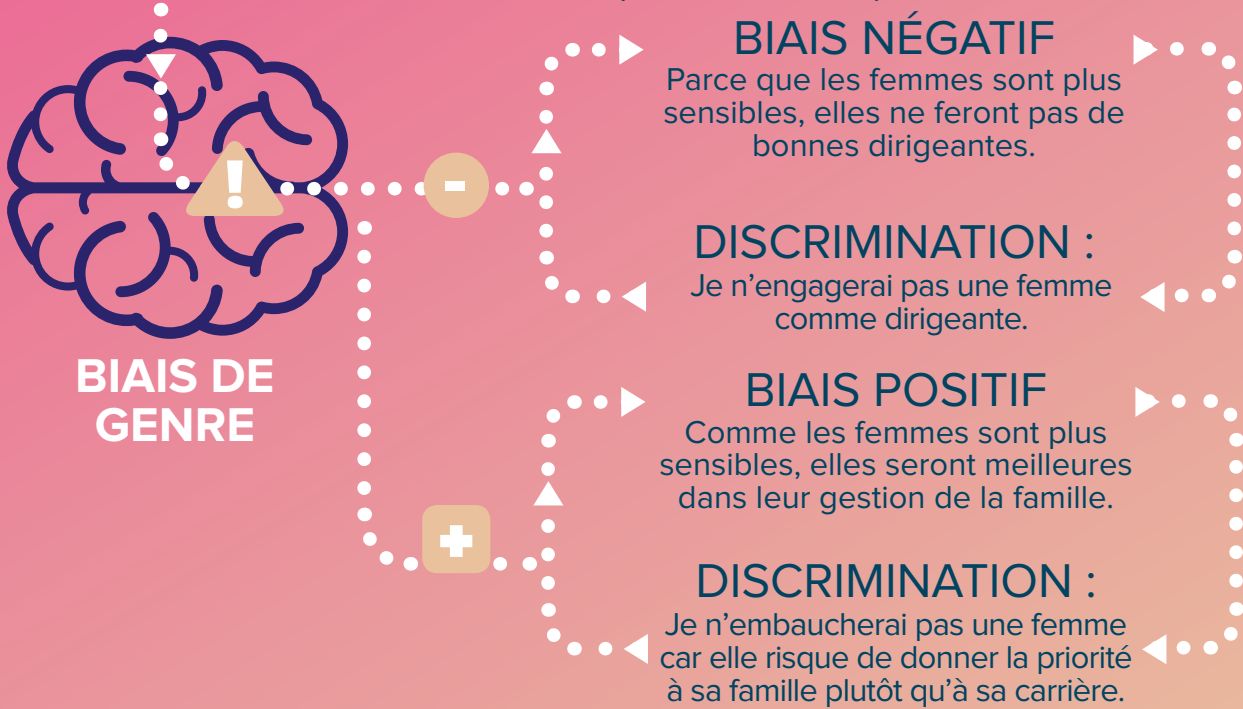 BIAIS NÉGATIF
Parce que les femmes sont plus
sensibles, elles ne feront pas de
bonnes dirigeantes.
DISCRIMINATION :
Je n’engagerai pas une femme
comme dirigeante.
BIAIS DE
GENRE
BIAIS POSITIF
Comme les femmes sont plus
sensibles, elles seront meilleures
dans leur gestion de la famille.
DISCRIMINATION :
Je n’embaucherai pas une femme
car elle risque de donner la priorité
à sa famille plutôt qu’à sa carrière.